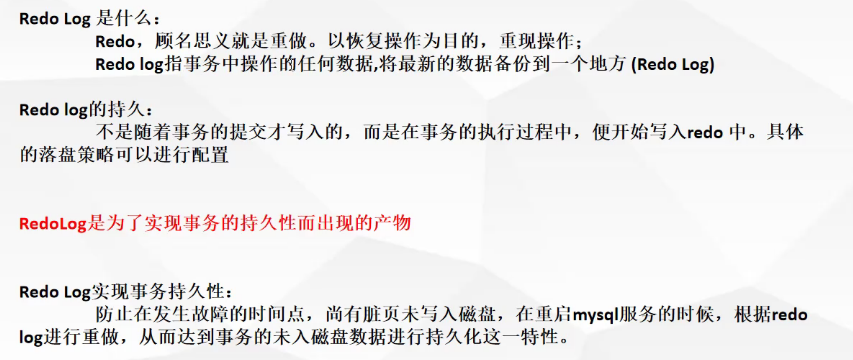 Redo Log 是什么：
Redo，顾名思义就是重做。以恢复操作为目的，重现操作；
Redo log指事务中操作的任何数据,将最新的数据备份到一个地方 (Redo Log)
Redo log的持久：
不是随着事务的提交才写入的，而是在事务的执行过程中，便开始写入redo 中。具体
的落盘策略可以进行配置
RedoLog是为了实现事务的持久性而出现的产物
Redo Log实现事务持久性：
防止在发生故障的时间点，尚有脏页未写入磁盘，在重启mysql服务的时候，根据redo
log进行重做，从而达到事务的未入磁盘数据进行持久化这一特性。